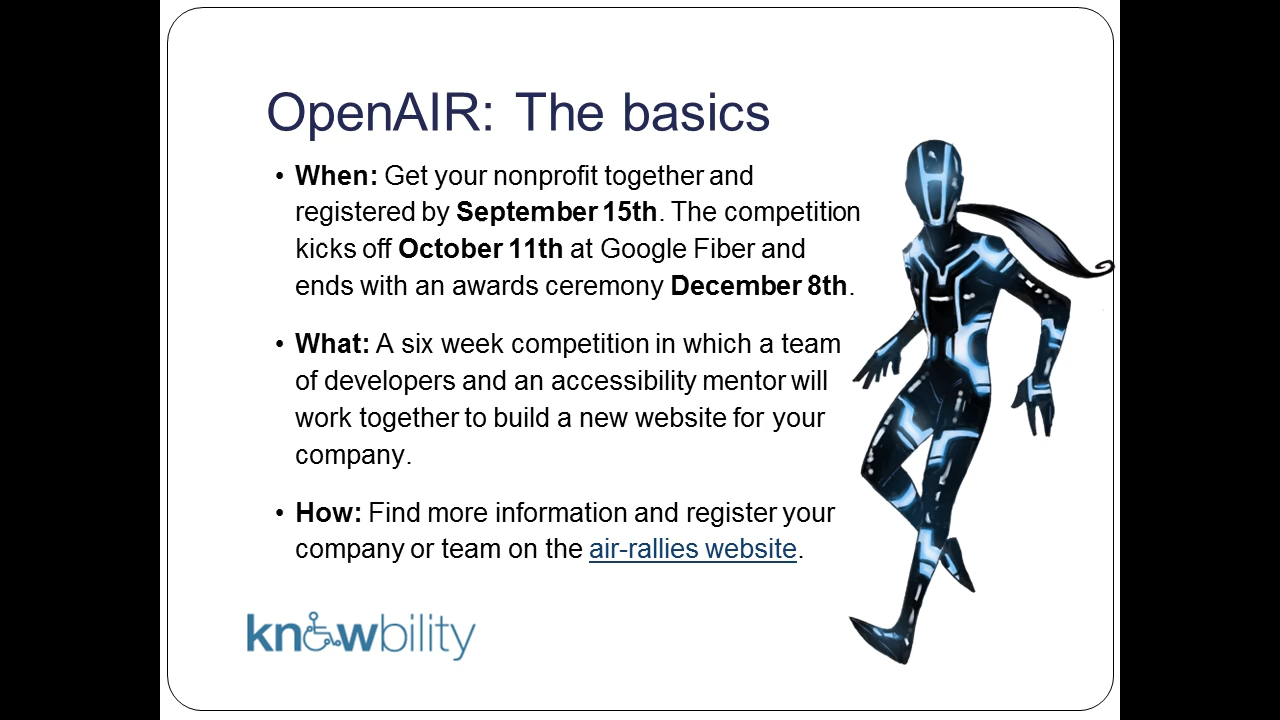 OpenAIR: The basics
• When: Get your nonprofit together and
registered by September 15th. The competition
kicks off October 11th at Google Fiber and
ends with an awards ceremony December 8th.
• What: A six week competition in which a team
of developers and an accessibility mentor will
work together to build a new website for your
company.
• How: Find more information and register your
company or team on the air-rallies website.
knowbility